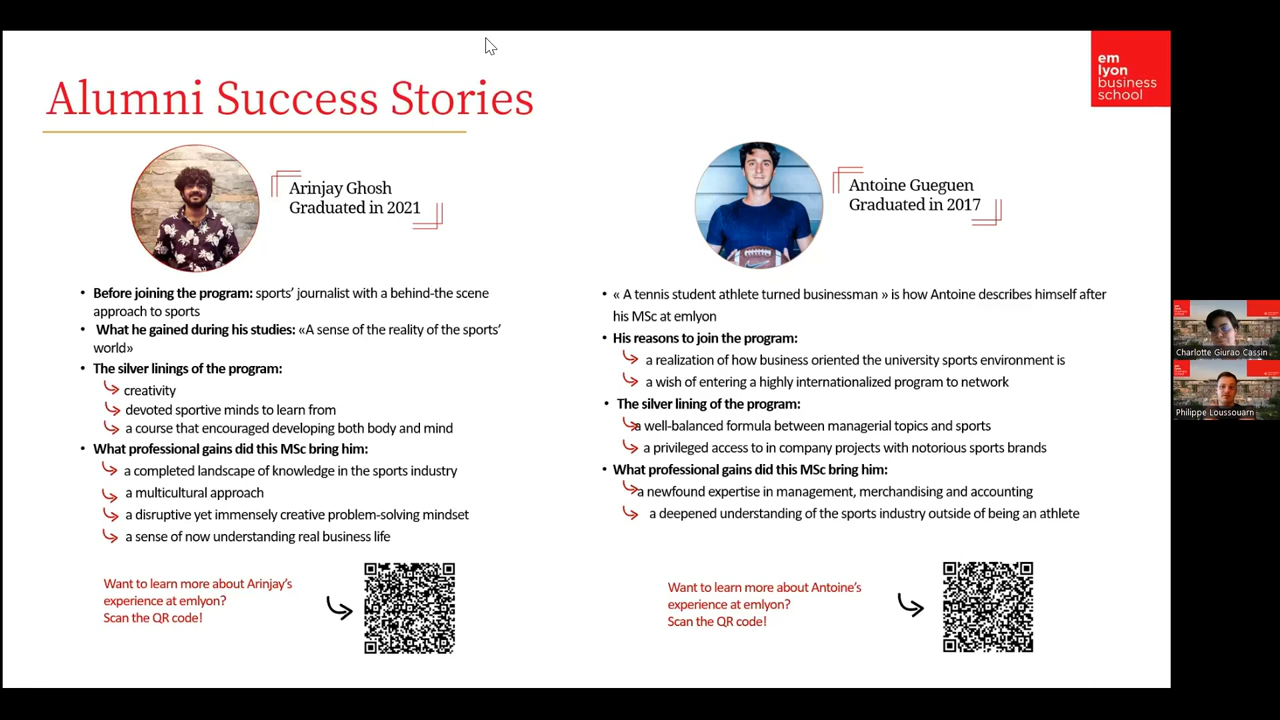 Alumni Success Stories
em
lyon
business
school
Arinjay Ghosh
Graduated in 2021
• Before joining the program: sports' journalist with a behind-the scene
approach to sports
• What he gained during his studies: «A sense of the reality of the sports'
world»
• The silver linings of the program:
creativity
devoted sportive minds to learn from
a course that encouraged developing both body and mind
• What professional gains did this MSc bring him:
a completed landscape of knowledge in the sports industry
a multicultural approach
a disruptive yet immensely creative problem-solving mindset
a sense of now understanding real business life
Want to learn more about Arinjay's
experience at emlyon?
Scan the QR code!
Antoine Gueguen
Graduated in 2017
• « A tennis student athlete turned businessman » is how Antoine describes himself after
his MSc at emlyon
• His reasons to join the program:
a realization of how business oriented the university sports environment is
a wish of entering a highly internationalized program to network
• The silver lining of the program:
a well-balanced formula between managerial topics and sports
a privileged access to in company projects with notorious sports brands
• What professional gains did this MSc bring him:
a newfound expertise in management, merchandising and accounting
a deepened understanding of the sports industry outside of being an athlete
Want to learn more about Antoine's
experience at emlyon?
Scan the QR code!
Charlotte Giurao Cassin
Philippe Loussouarn